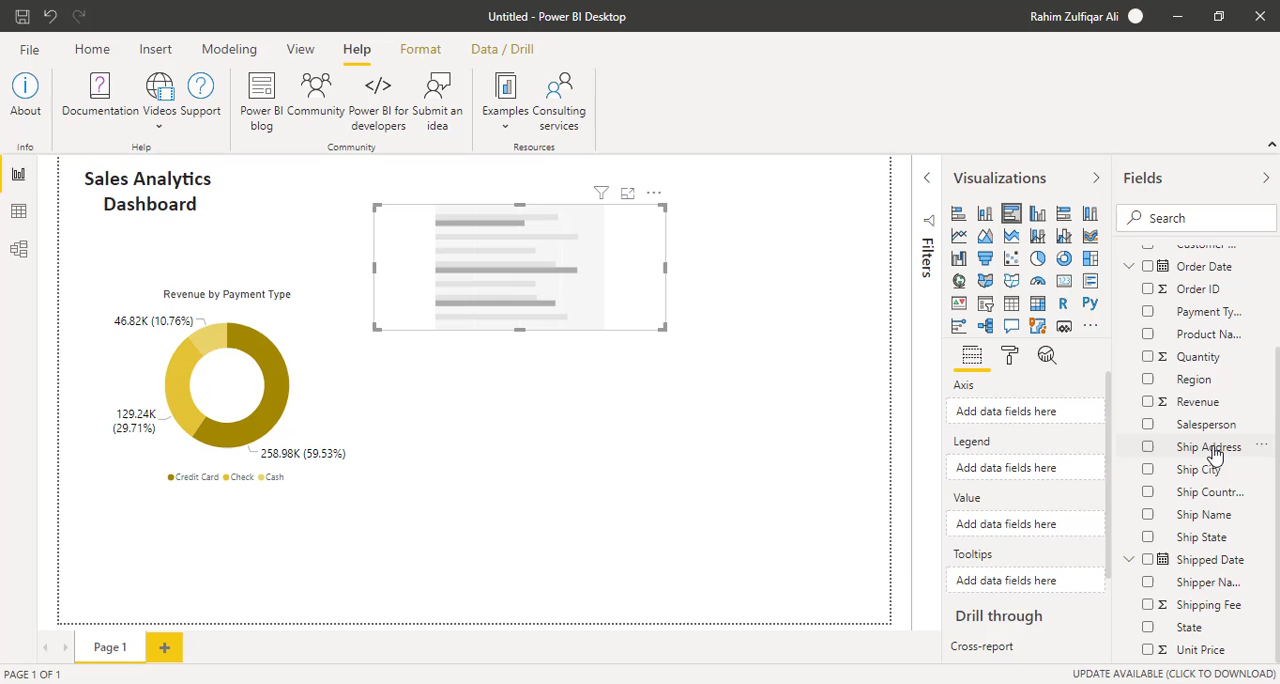 Untitled - Power BI Desktop
Rahim Zulfiqar Ali
File
Home
Insert
Modeling
View
Help
Format
Data / Drill
About
Documentation
Videos
Support
Power BI
blog
Community
Power BI for
developers
Submit an
idea
Examples
Consulting
services
Info
Help
Community
Resources
Sales Analytics
Dashboard
Revenue by Payment Type
46.82K (10.76%)
129.24K
(29.71%)
258.98K (59.53%)
Credit Card
Check
Cash
Filters
Visualizations
R
Py
Axis
Add data fields here
Legend
Add data fields here
Value
Add data fields here
Tooltips
Add data fields here
Drill through
Cross-report
Fields
Search
Customer ...
Order Date
Σ Order ID
Payment Ty...
Product Na...
Σ Quantity
Region
Σ Revenue
Salesperson
Ship Address
Ship City
Ship Countr...
Ship Name
Ship State
Shipped Date
Shipper Na...
Σ Shipping Fee
State
Σ Unit Price
Page 1
PAGE 1 OF 1
UPDATE AVAILABLE (CLICK TO DOWNLOAD)